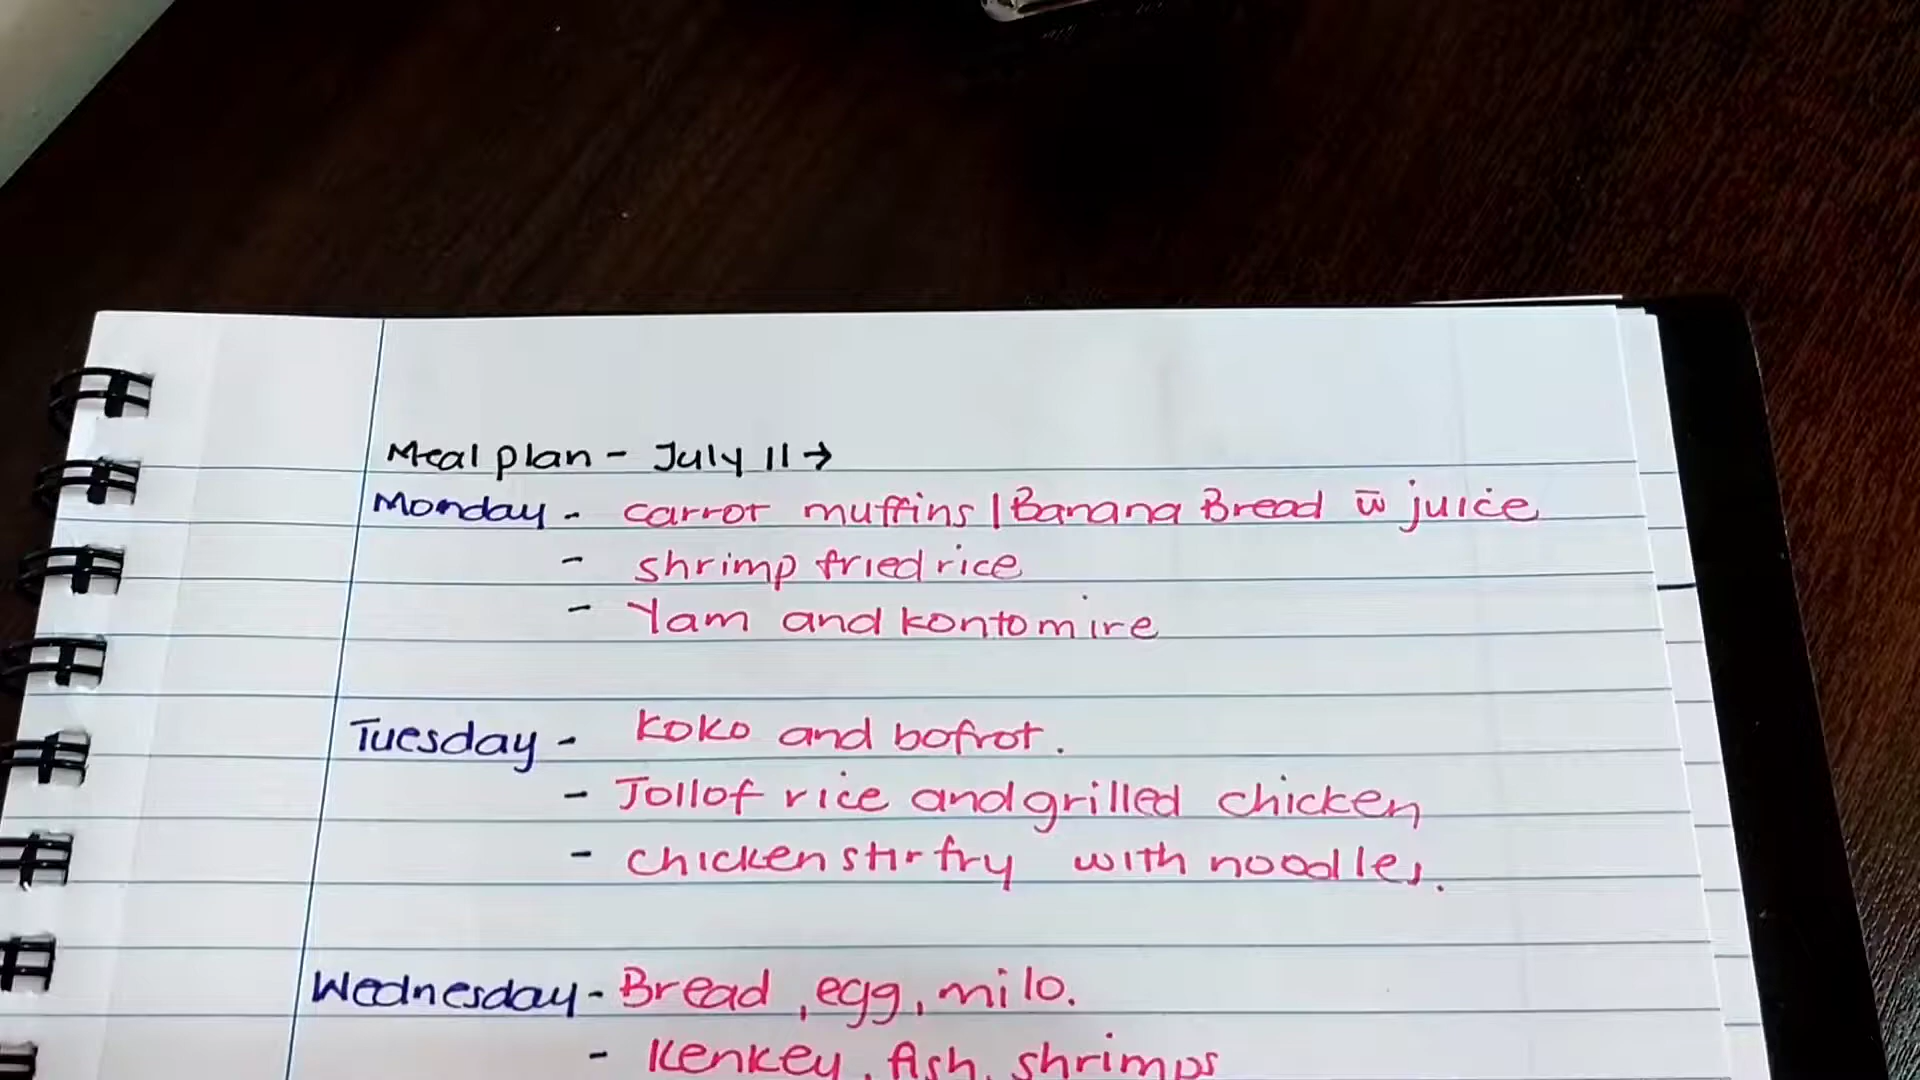 Meal plan - July 11 →
Monday - carrot muffins | Banana Bread w̄ juice
- shrimp fried rice
- Yam and kontomire
Tuesday - Koko and bofrot.
- Jollof rice and grilled chicken
- chicken stir fry with noodles.
Wednesday - Bread, egg, milo.
- Kenkey, fish, shrimps